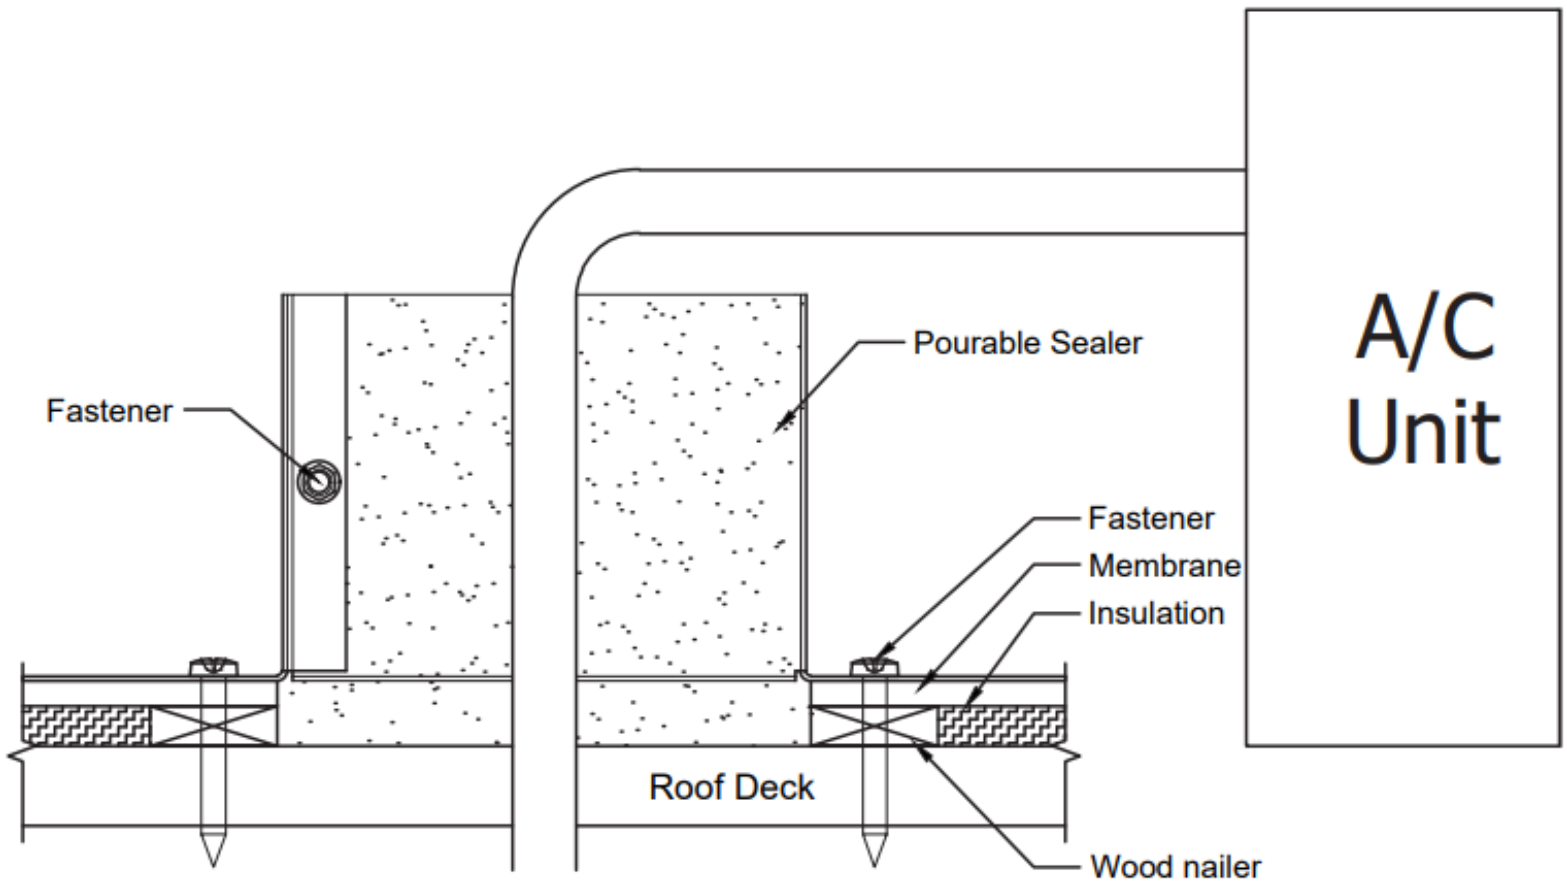 A/C
Unit
Pourable Sealer
Fastener
Fastener
Membrane
Insulation
Roof Deck
Wood nailer